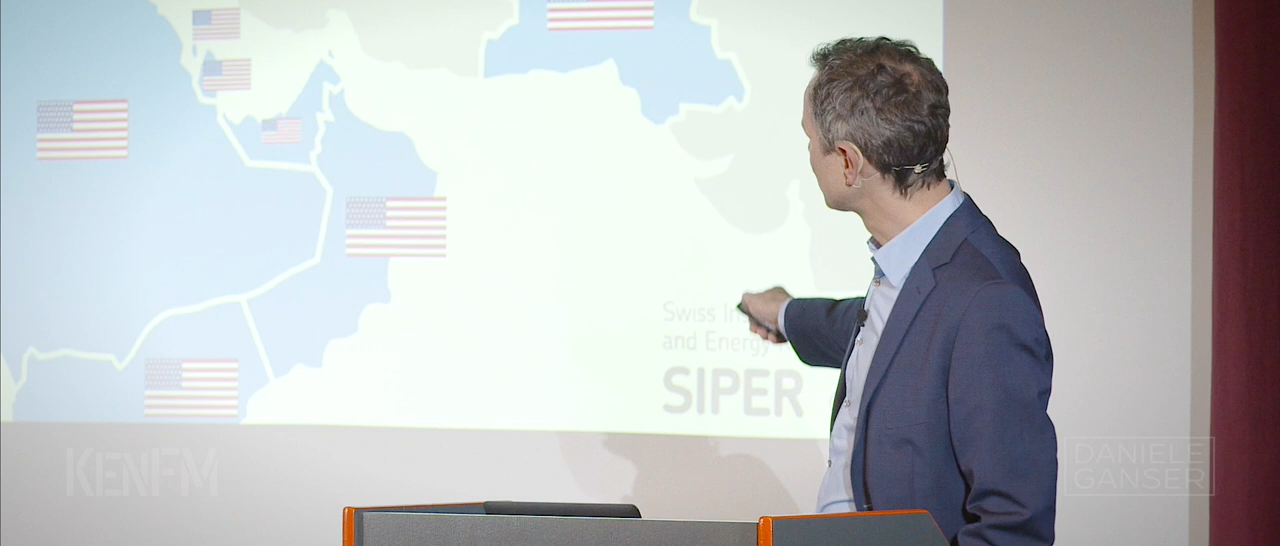 Swiss In
and Energy
SIPER
KENFM
DANIELE
GANSER